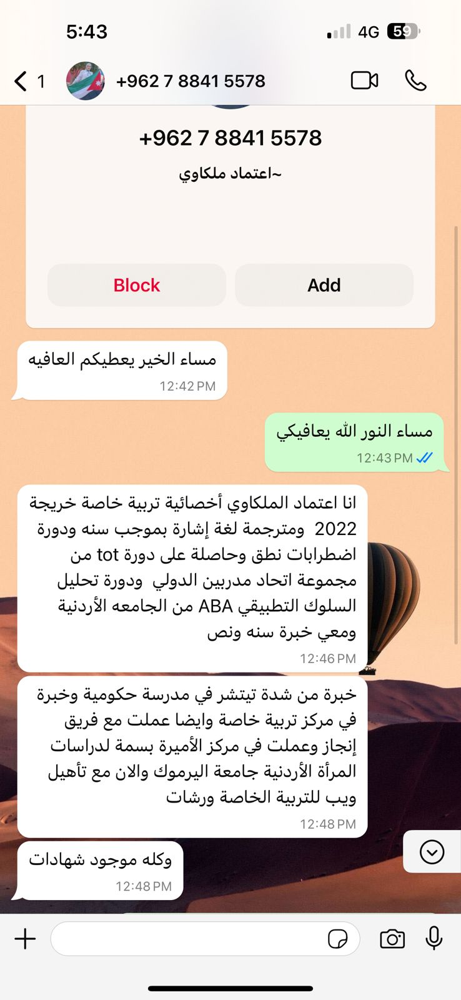 5:43
4G
59
1
+962 7 8841 5578
+962 7 8841 5578
~اعتماد ملكاوي
Block
Add
مساء الخير يعطيكم العافيه
12:42 PM
مساء النور الله يعافيكي
12:43 PM
انا اعتماد الملكاوي أخصائية تربية خاصة خريجة
2022 ومترجمة لغة إشارة بموجب سنه ودورة
اضطرابات نطق وحاصلة على دورة tot من
مجموعة اتحاد مدربين الدولي ودورة تحليل
السلوك التطبيقي ABA من الجامعه الأردنية
ومعي خبرة سنه ونص
12:46 PM
خبرة من شدة تيتشر في مدرسة حكومية وخبرة
في مركز تربية خاصة وايضا عملت مع فريق
إنجاز وعملت في مركز الأميرة بسمة لدراسات
المرأة الأردنية جامعة اليرموك والان مع تأهيل
ويب للتربية الخاصة ورشات
12:48 PM
وكله موجود شهادات
12:48 PM